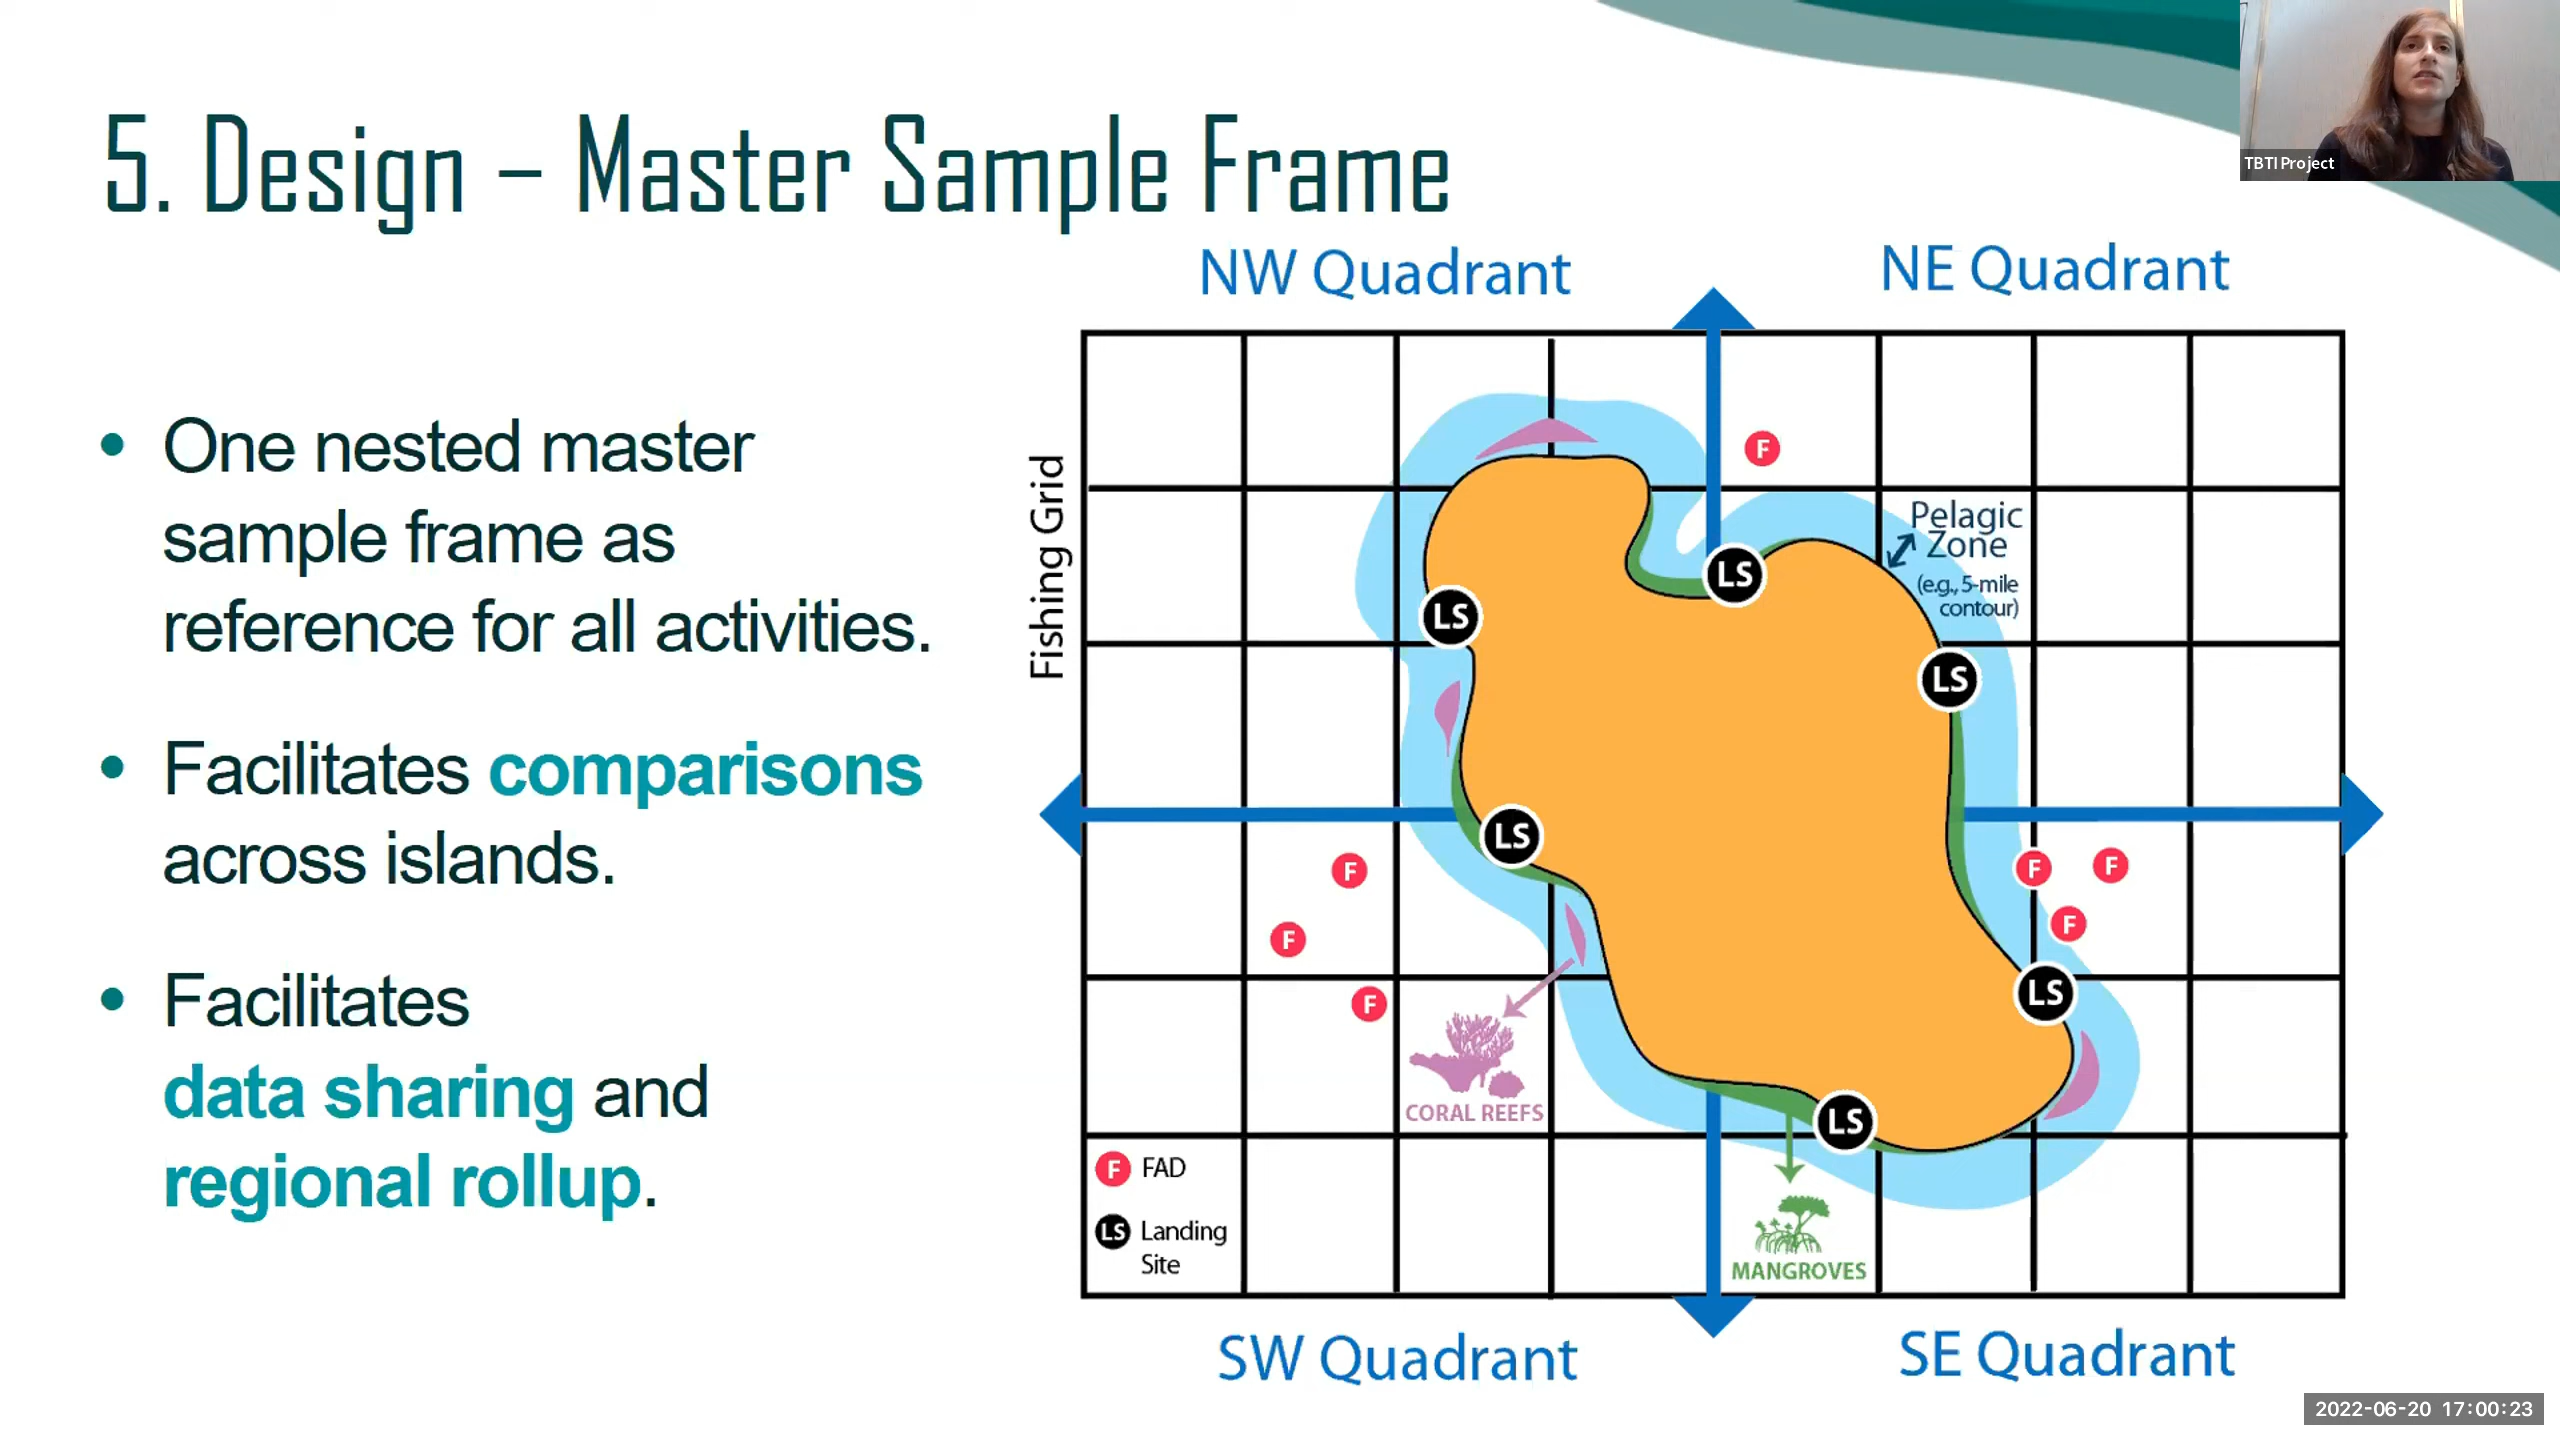 TBTI Project
5. Design – Master Sample Frame
• One nested master
sample frame as
reference for all activities.
• Facilitates comparisons
across islands.
• Facilitates
data sharing and
regional rollup.
NW Quadrant
NE Quadrant
Fishing Grid
F
Pelagic
Zone
(e.g., 5-mile
contour)
LS
LS
LS
LS
F
F
F
F
F
F
LS
CORAL REEFS
LS
F FAD
LS Landing
Site
MANGROVES
SW Quadrant
SE Quadrant
2022-06-20 17:00:23